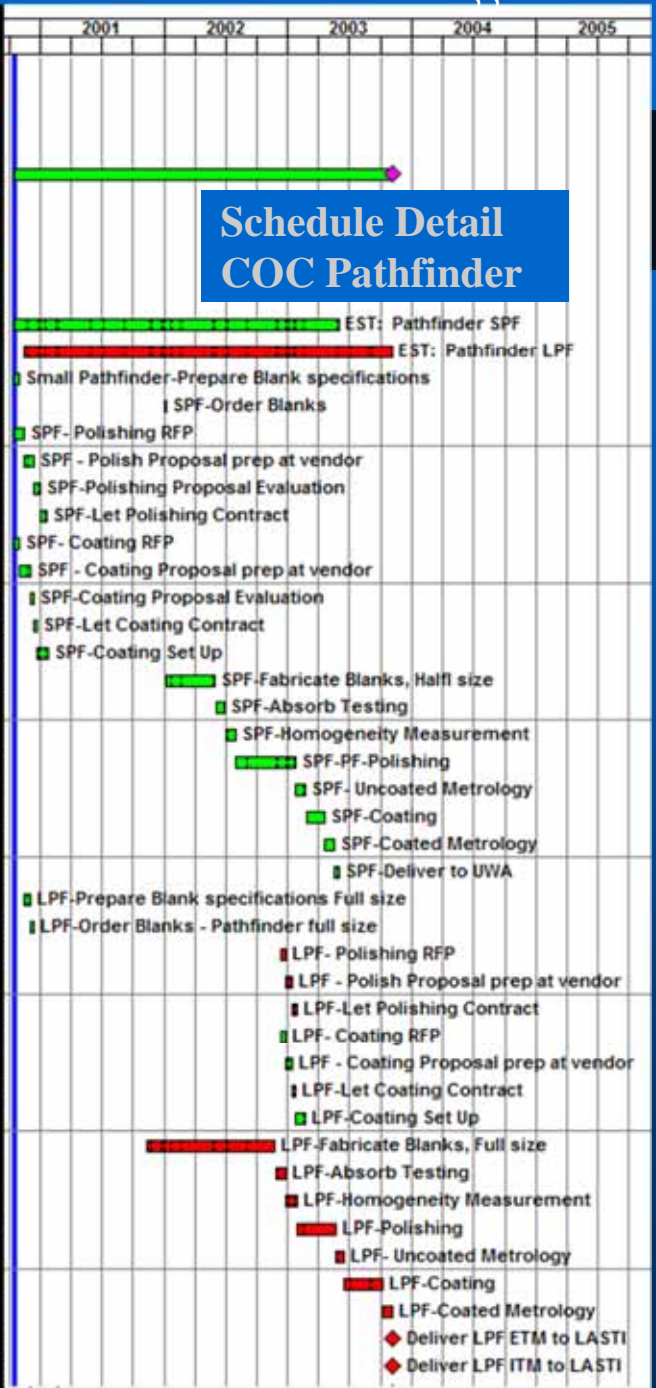 2001 2002 2003 2004 2005
Schedule Detail
COC Pathfinder
EST: Pathfinder SPF
EST: Pathfinder LPF
Small Pathfinder-Prepare Blank specifications
SPF-Order Blanks
SPF- Polishing RFP
SPF - Polish Proposal prep at vendor
SPF-Polishing Proposal Evaluation
SPF-Let Polishing Contract
SPF- Coating RFP
SPF - Coating Proposal prep at vendor
SPF-Coating Proposal Evaluation
SPF-Let Coating Contract
SPF-Coating Set Up
SPF-Fabricate Blanks, Halfl size
SPF-Absorb Testing
SPF-Homogeneity Measurement
SPF-PF-Polishing
SPF- Uncoated Metrology
SPF-Coating
SPF-Coated Metrology
SPF-Deliver to UWA
LPF-Prepare Blank specifications Full size
LPF-Order Blanks - Pathfinder full size
LPF- Polishing RFP
LPF - Polish Proposal prep at vendor
LPF-Let Polishing Contract
LPF- Coating RFP
LPF - Coating Proposal prep at vendor
LPF-Let Coating Contract
LPF-Coating Set Up
LPF-Fabricate Blanks, Full size
LPF-Absorb Testing
LPF-Homogeneity Measurement
LPF-Polishing
LPF- Uncoated Metrology
LPF-Coating
LPF-Coated Metrology
Deliver LPF ETM to LASTI
Deliver LPF ITM to LASTI